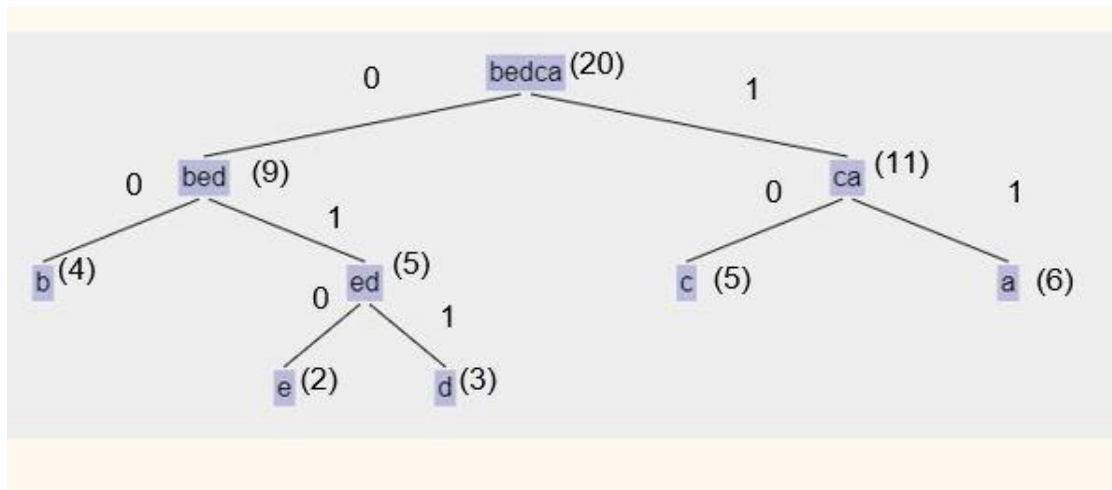 0 bedca (20) 1
0 bed (9) 0 ca (11) 1
1
b (4) 0 ed (5) 1 c (5) a (6)
e (2) d (3)